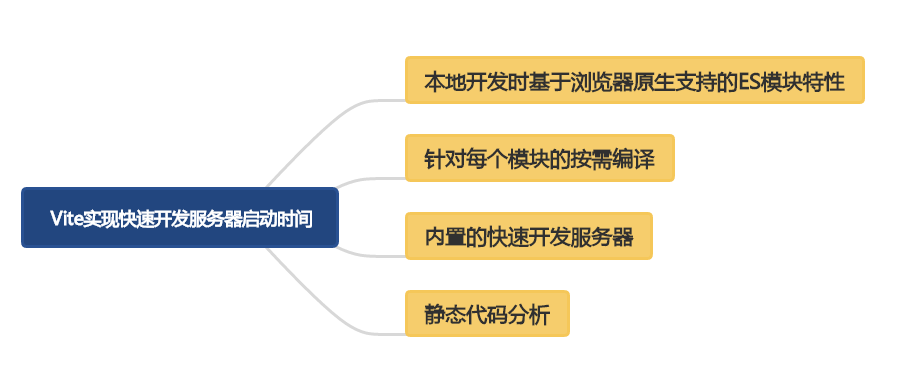 本地开发时基于浏览器原生支持的ES模块特性
针对每个模块的按需编译
Vite实现快速开发服务器启动时间
内置的快速开发服务器
静态代码分析